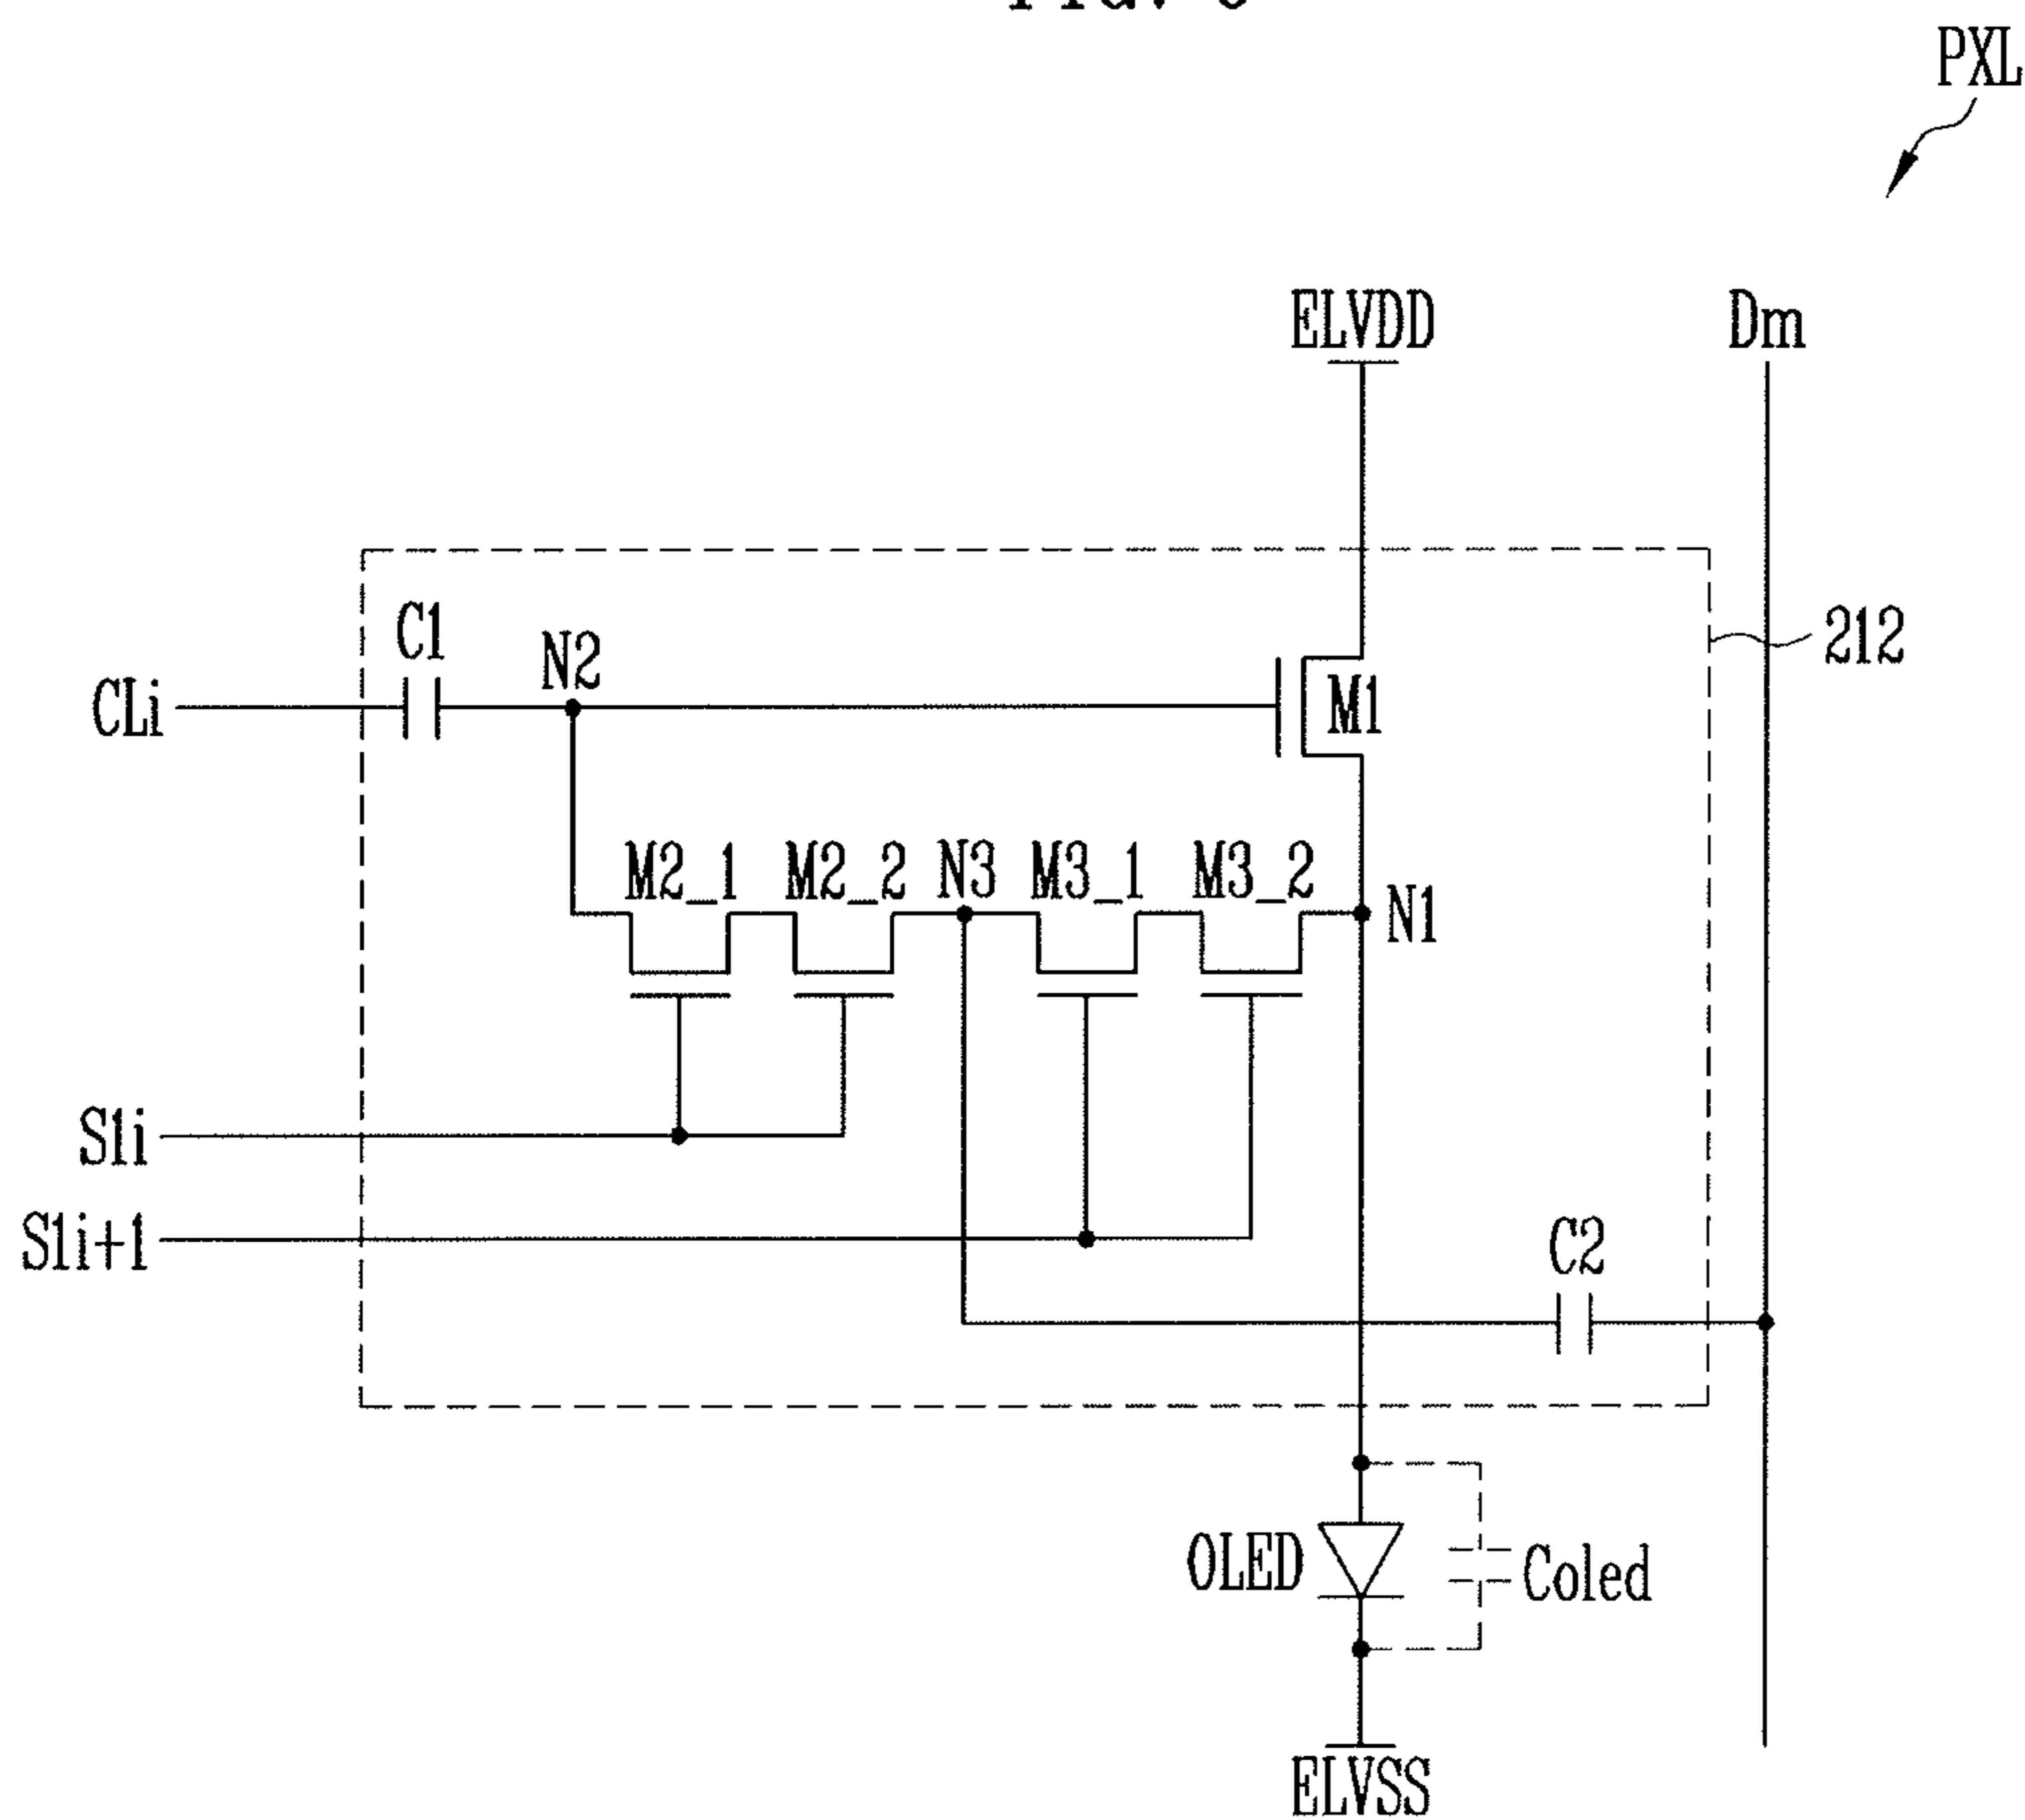 PXL
ELVDD
Dm
C1
N2
212
CLi
M1
M2_1
M2_2
N3
M3_1
M3_2
N1
S1i
S1i+1
C2
OLED
Coled
ELVSS